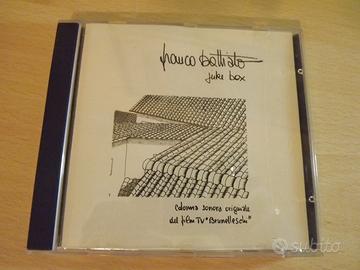 franco battiato
juke box
colonna sonora originale
del film TV "Brunelleschi"
subito